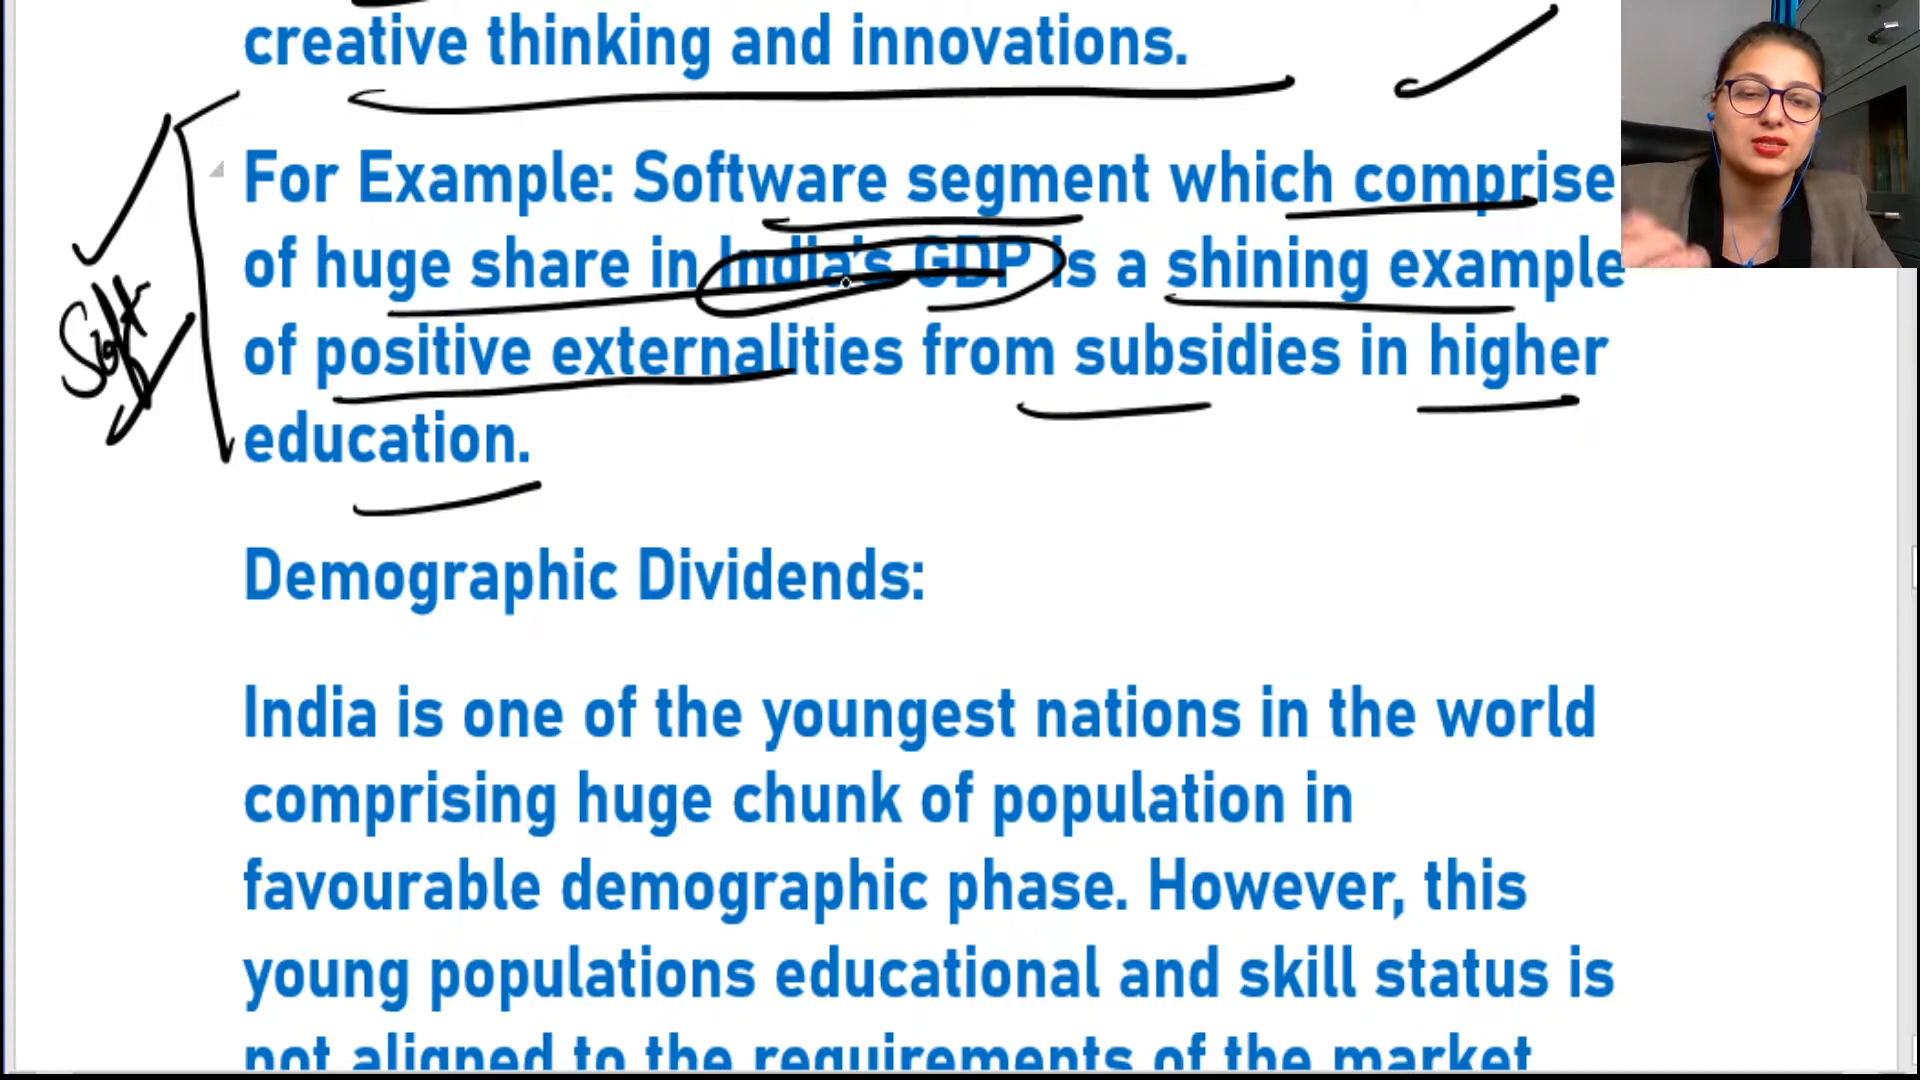 creative thinking and innovations.
For Example: Software segment which comprise
of huge share in India's GDP is a shining example
of positive externalities from subsidies in higher
education.
Demographic Dividends:
India is one of the youngest nations in the world
comprising huge chunk of population in
favourable demographic phase. However, this
young populations educational and skill status is
not aligned to the requirements of the market